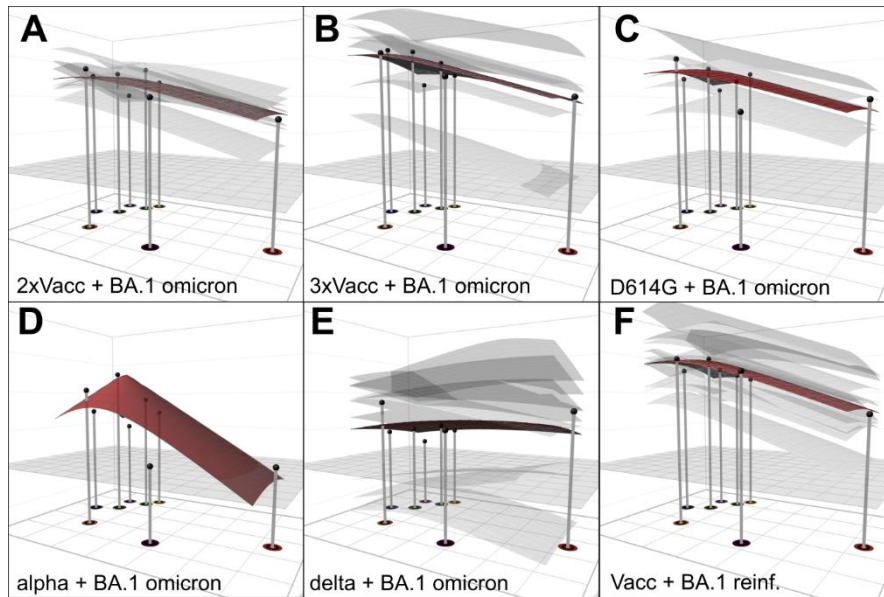 A
2xVacc + BA.1 omicron
B
3xVacc + BA.1 omicron
C
D614G + BA.1 omicron
D
alpha + BA.1 omicron
E
delta + BA.1 omicron
F
Vacc + BA.1 reinf.